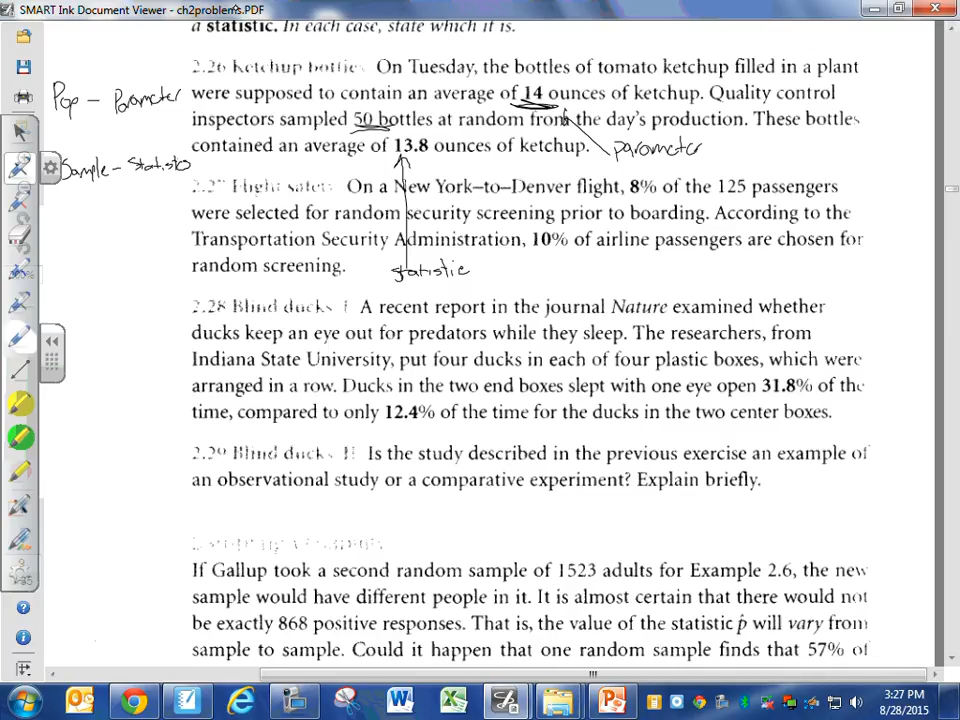 SMART Ink Document Viewer - ch2problems.PDF
a statistic. In each case, state which it is.
2.26 Ketchup bottles On Tuesday, the bottles of tomato ketchup filled in a plant
Pop - Parameter
were supposed to contain an average of 14 ounces of ketchup. Quality control
inspectors sampled 50 bottles at random from the day's production. These bottles
contained an average of 13.8 ounces of ketchup.
parameter
Sample - Statistics
2.27 Flight safety On a New York–to–Denver flight, 8% of the 125 passengers
were selected for random security screening prior to boarding. According to the
Transportation Security Administration, 10% of airline passengers are chosen for
random screening.
statistic
2.28 Blind ducks I A recent report in the journal Nature examined whether
ducks keep an eye out for predators while they sleep. The researchers, from
Indiana State University, put four ducks in each of four plastic boxes, which were
arranged in a row. Ducks in the two end boxes slept with one eye open 31.8% of the
time, compared to only 12.4% of the time for the ducks in the two center boxes.
2.29 Blind ducks II Is the study described in the previous exercise an example of
an observational study or a comparative experiment? Explain briefly.
If Gallup took a second random sample of 1523 adults for Example 2.6, the new
sample would have different people in it. It is almost certain that there would not
be exactly 868 positive responses. That is, the value of the statistic p̂ will vary from
sample to sample. Could it happen that one random sample finds that 57% of
3:27 PM
8/28/2015